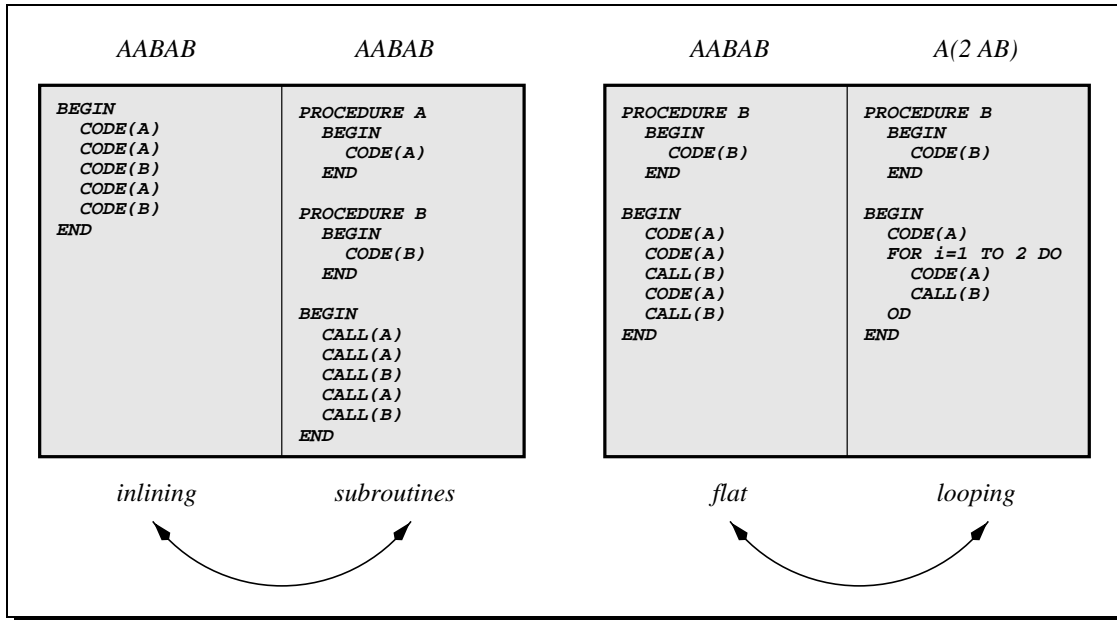 AABAB
BEGIN
CODE(A)
CODE(A)
CODE(B)
CODE(A)
CODE(B)
END
inlining
AABAB
PROCEDURE A
BEGIN
CODE(A)
END
PROCEDURE B
BEGIN
CODE(B)
END
BEGIN
CALL(A)
CALL(A)
CALL(B)
CALL(A)
CALL(B)
END
subroutines
AABAB
PROCEDURE B
BEGIN
CODE(B)
END
BEGIN
CODE(A)
CODE(A)
CALL(B)
CODE(A)
CALL(B)
END
flat
A(2 AB)
PROCEDURE B
BEGIN
CODE(B)
END
BEGIN
CODE(A)
FOR i=1 TO 2 DO
CODE(A)
CALL(B)
OD
END
looping